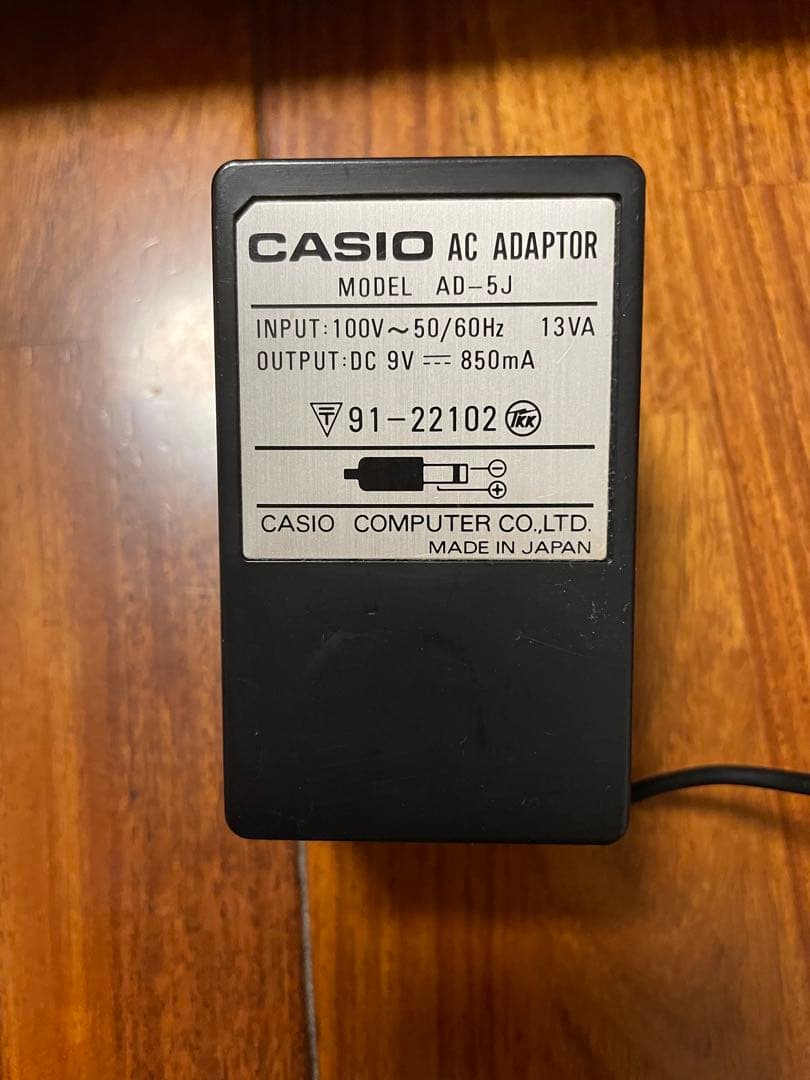 CASIO AC ADAPTOR
MODEL AD-5J
INPUT:100V～50/60Hz 13VA
OUTPUT:DC 9V ⎓ 850mA
〒91-22102 TKK
⊖
⊕
CASIO COMPUTER CO.,LTD.
MADE IN JAPAN